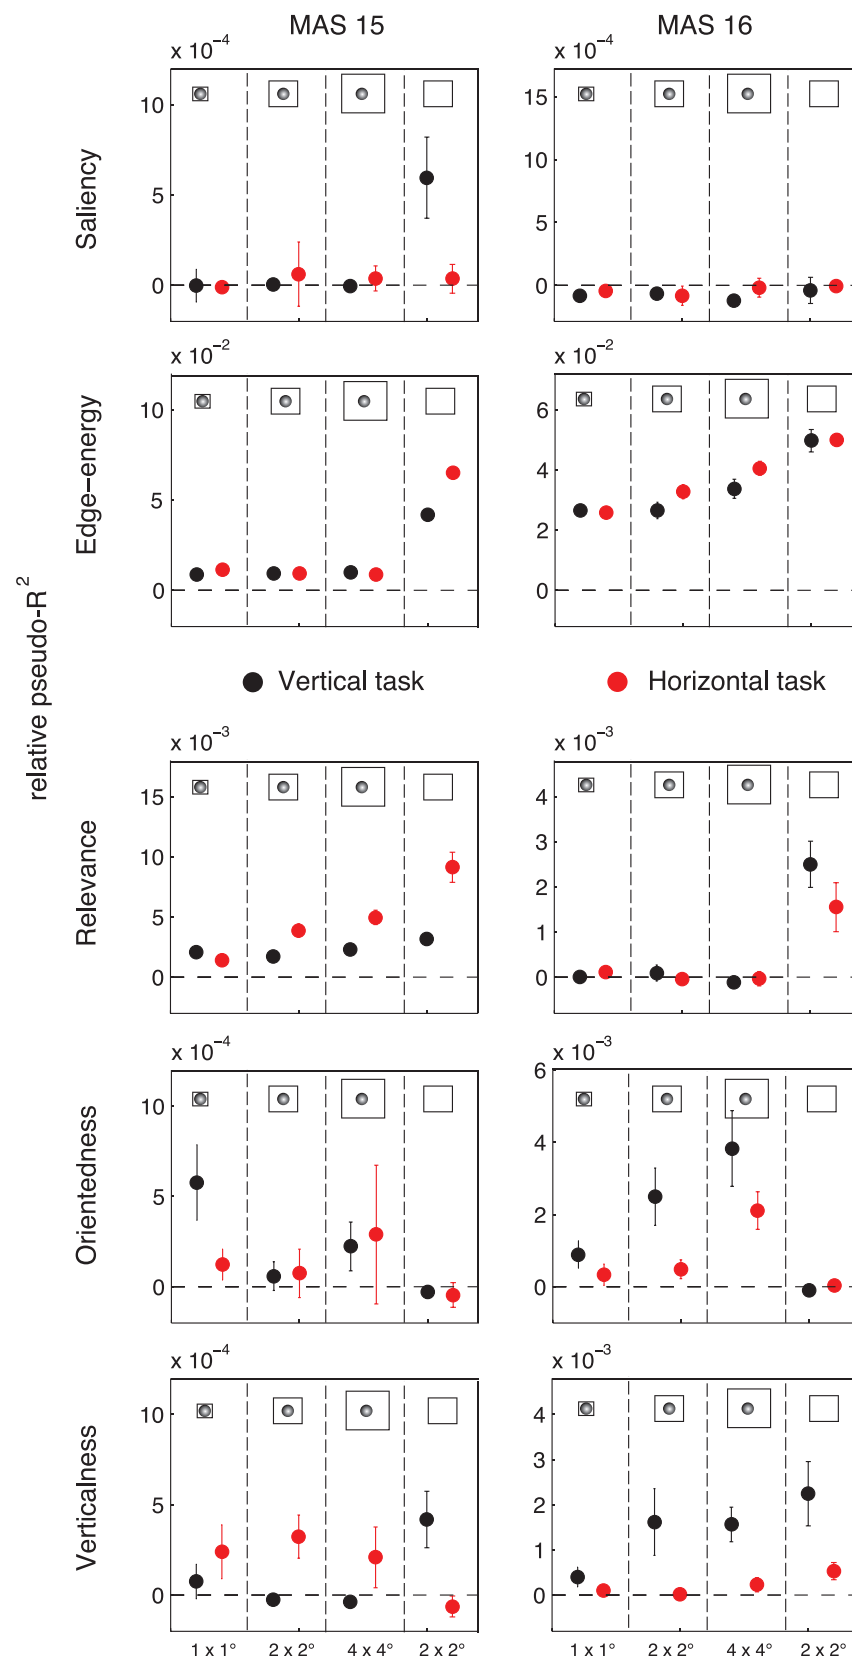 MAS 15 MAS 16
x 10⁻⁴ x 10⁻⁴
10 15
5 10
0 5
0
Saliency
x 10⁻² x 10⁻²
10 6
5 4
0 2
0
Edge−energy
relative pseudo-R²
Vertical task Horizontal task
x 10⁻³ x 10⁻³
15 4
10 3
5 2
0 1
0
Relevance
x 10⁻⁴ x 10⁻³
10 6
5 4
0 2
0
Orientedness
x 10⁻⁴ x 10⁻³
10 4
5 3
0 2
1
0
Verticalness
1 x 1° 2 x 2° 4 x 4° 2 x 2° 1 x 1° 2 x 2° 4 x 4° 2 x 2°